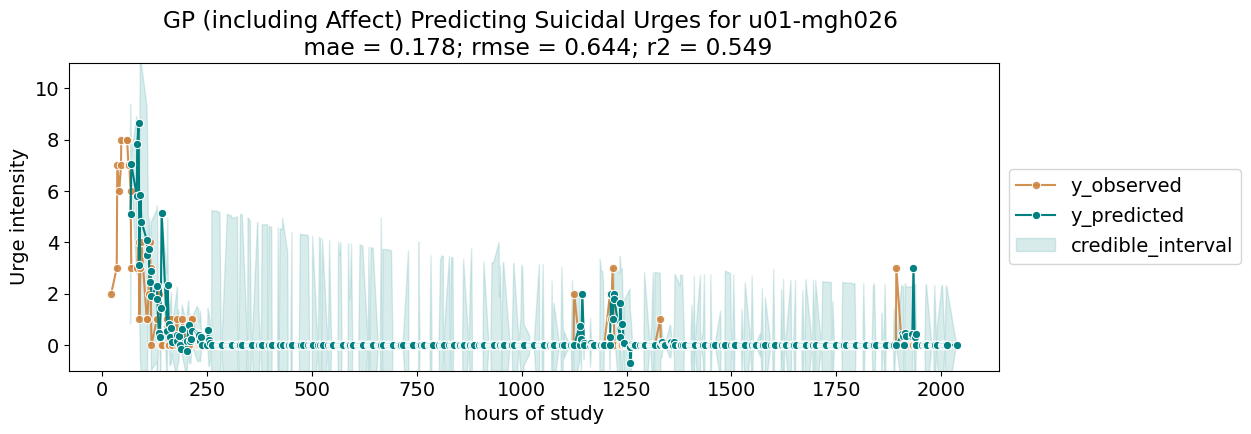 GP (including Affect) Predicting Suicidal Urges for u01-mgh026
mae = 0.178; rmse = 0.644; r2 = 0.549
10
8
6
4
2
0
Urge intensity
0 250 500 750 1000 1250 1500 1750 2000
hours of study
y_observed
y_predicted
credible_interval